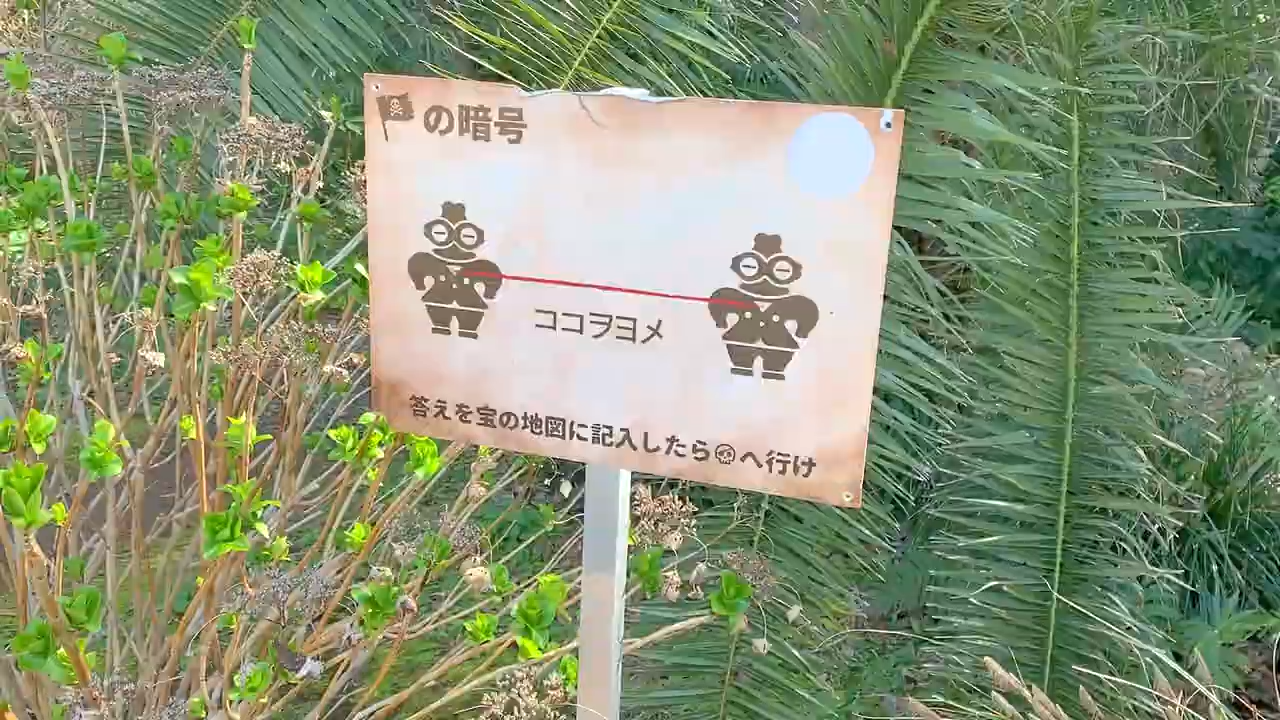 の暗号
ココヲヨメ
答えを宝の地図に記入したらへ行け